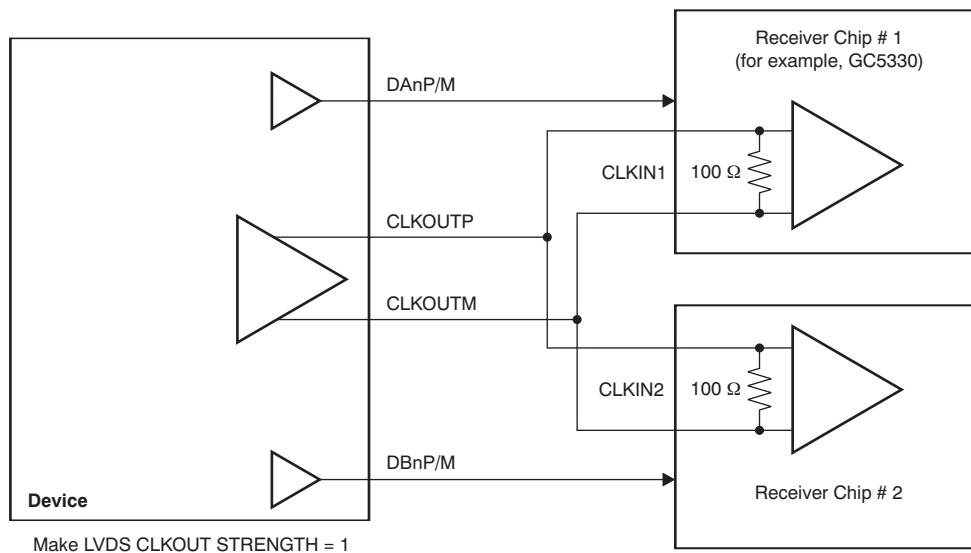 Receiver Chip # 1
(for example, GC5330)
DAnP/M
CLKIN1
100 Ω
CLKOUTP
CLKOUTM
CLKIN2
100 Ω
DBnP/M
Device
Receiver Chip # 2
Make LVDS CLKOUT STRENGTH = 1